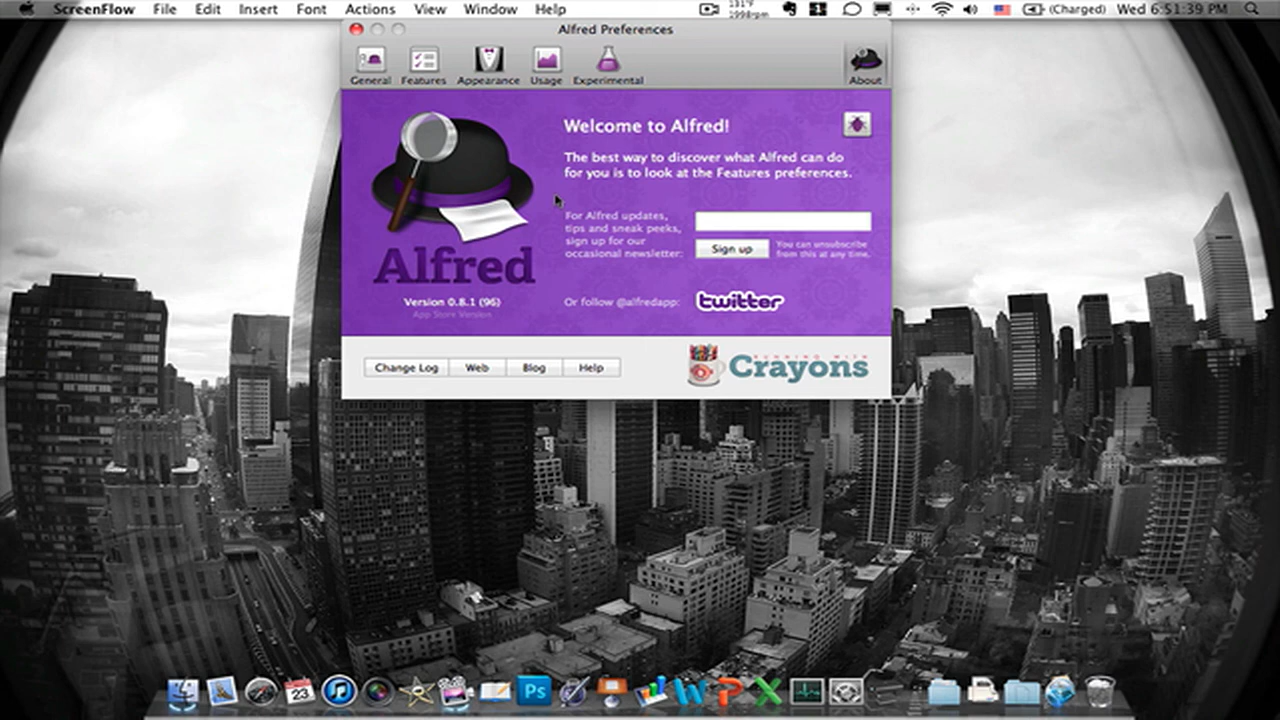 ScreenFlow File Edit Insert Font Actions View Window Help
131°F
1998rpm
(Charged) Wed 6:51:39 PM
Alfred Preferences
General Features Appearance Usage Experimental About
Welcome to Alfred!
The best way to discover what Alfred can do
for you is to look at the Features preferences.
For Alfred updates,
tips and sneak peeks,
sign up for our
occasional newsletter:
Sign up
You can unsubscribe
from this at any time.
Alfred
Version 0.8.1 (96)
App Store Version
Or follow @alfredapp:
twitter
Change Log Web Blog Help
RUNNING WITH
Crayons
23
Ps
W P X